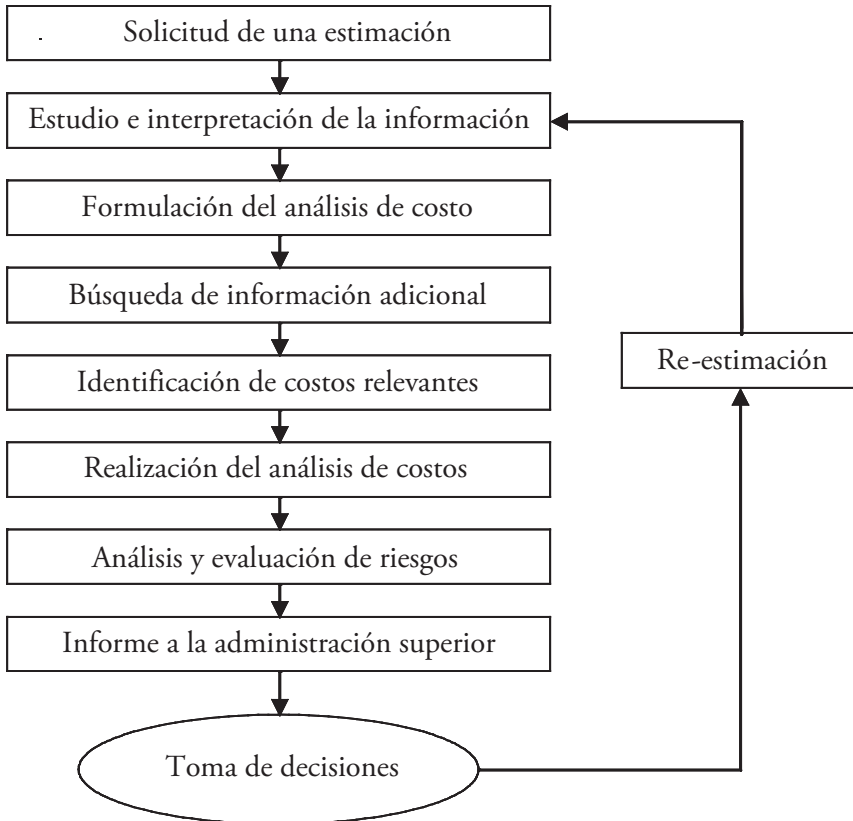 Solicitud de una estimación
Estudio e interpretación de la información
Formulación del análisis de costo
Búsqueda de información adicional
Identificación de costos relevantes
Re-estimación
Realización del análisis de costos
Análisis y evaluación de riesgos
Informe a la administración superior
Toma de decisiones